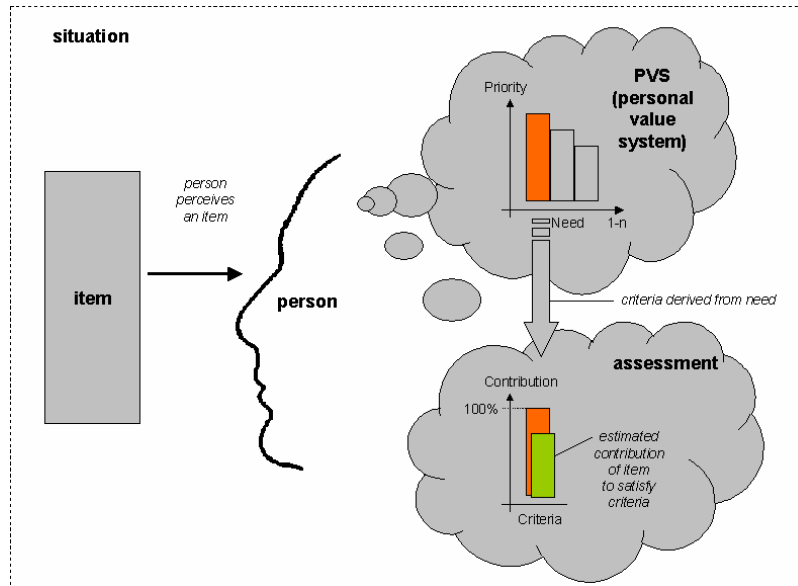 situation
PVS
(personal
value
system)
Priority
Need 1-n
person
perceives
an item
item
person
criteria derived from need
assessment
Contribution
100%
estimated
contribution
of item
to satisfy
criteria
Criteria